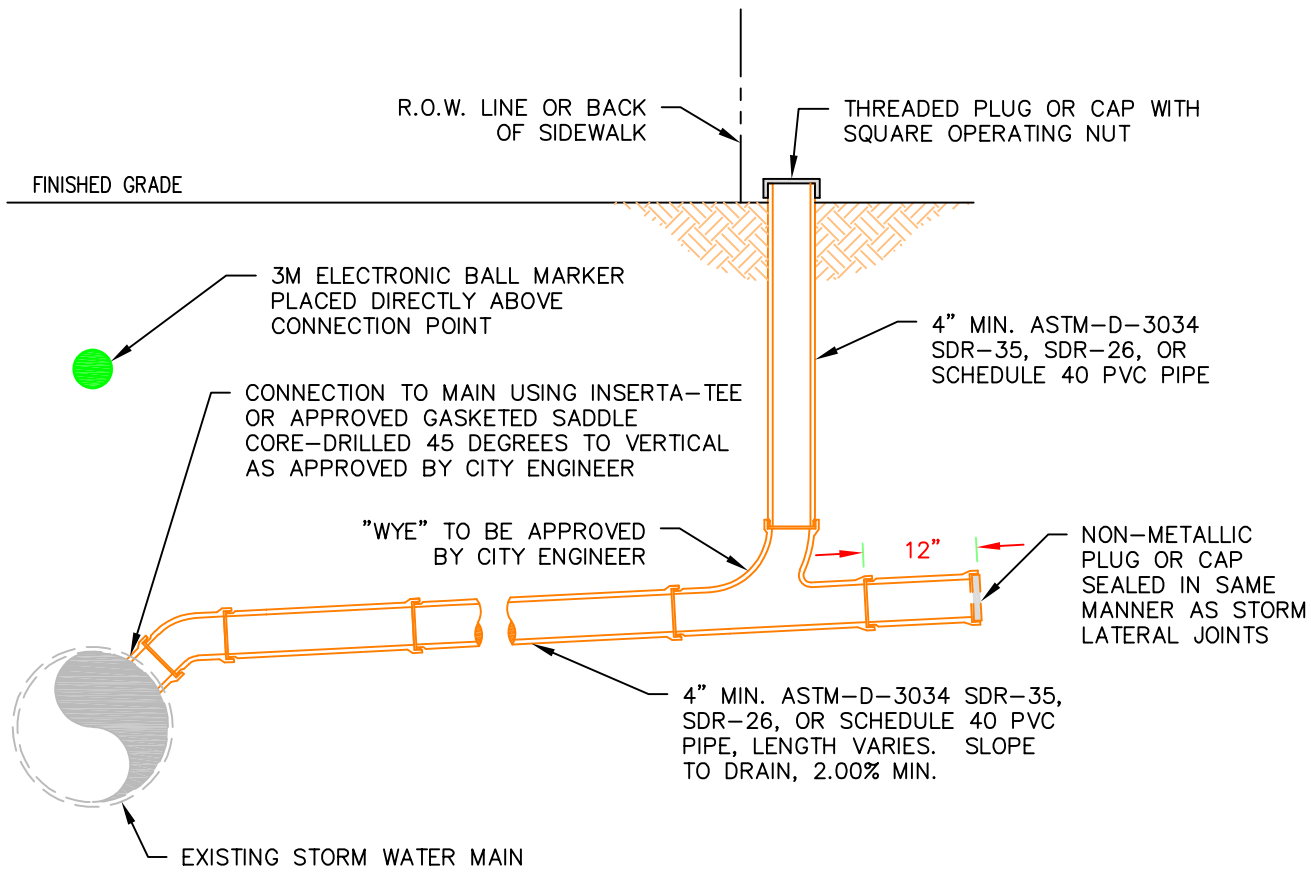 R.O.W. LINE OR BACK
OF SIDEWALK
THREADED PLUG OR CAP WITH
SQUARE OPERATING NUT
FINISHED GRADE
3M ELECTRONIC BALL MARKER
PLACED DIRECTLY ABOVE
CONNECTION POINT
4" MIN. ASTM-D-3034
SDR-35, SDR-26, OR
SCHEDULE 40 PVC PIPE
CONNECTION TO MAIN USING INSERTA-TEE
OR APPROVED GASKETED SADDLE
CORE-DRILLED 45 DEGREES TO VERTICAL
AS APPROVED BY CITY ENGINEER
"WYE" TO BE APPROVED
BY CITY ENGINEER
12"
NON-METALLIC
PLUG OR CAP
SEALED IN SAME
MANNER AS STORM
LATERAL JOINTS
4" MIN. ASTM-D-3034 SDR-35,
SDR-26, OR SCHEDULE 40 PVC
PIPE, LENGTH VARIES. SLOPE
TO DRAIN, 2.00% MIN.
EXISTING STORM WATER MAIN